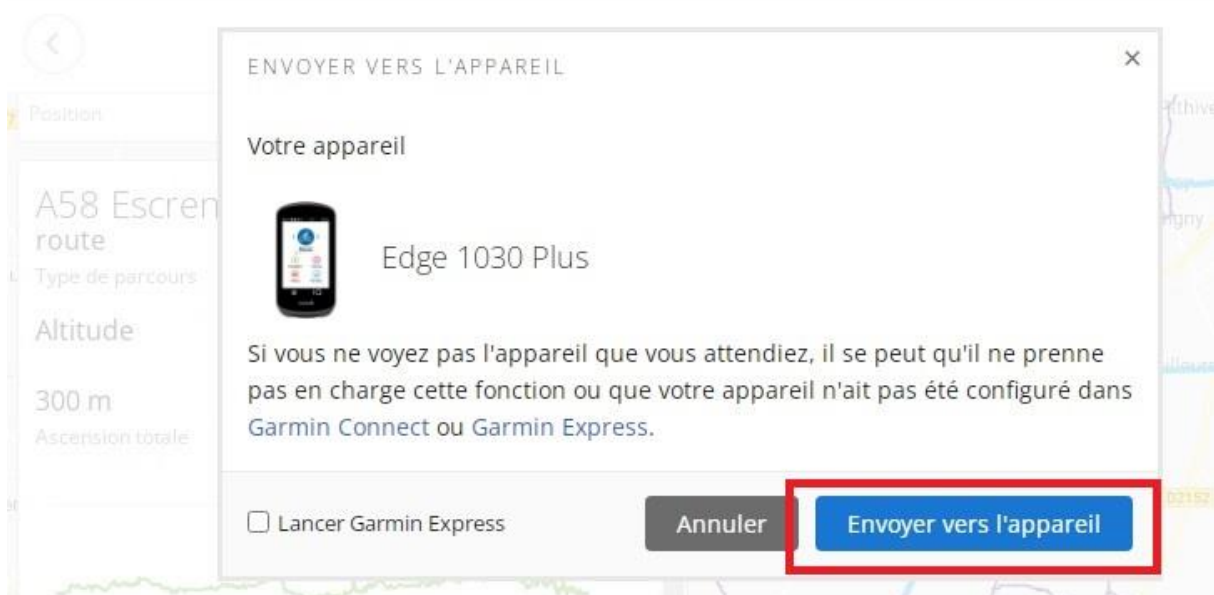 ENVOYER VERS L'APPAREIL
×
Position
Votre appareil
A58 Escren
route
Type de parcours
Edge 1030 Plus
Altitude
Si vous ne voyez pas l'appareil que vous attendiez, il se peut qu'il ne prenne
pas en charge cette fonction ou que votre appareil n'ait pas été configuré dans
Garmin Connect ou Garmin Express.
300 m
Ascension totale
D2152
Lancer Garmin Express
Annuler
Envoyer vers l'appareil